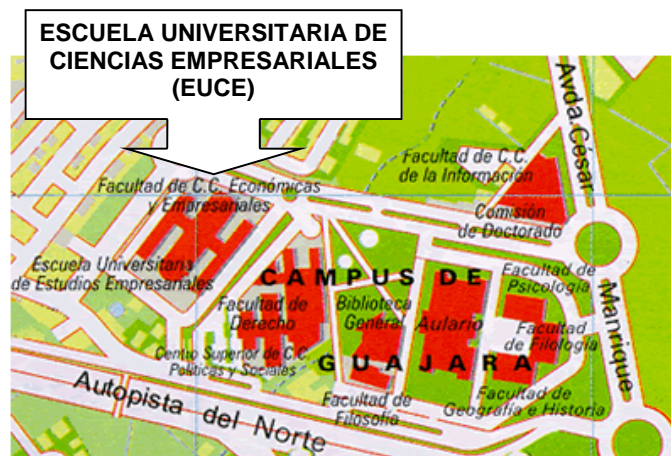 ESCUELA UNIVERSITARIA DE
CIENCIAS EMPRESARIALES
(EUCE)
Avda. César
Manrique
Facultad de C.C.
de la Información
Facultad de C.C. Económicas
y Empresariales
Comisión
de Doctorado
Escuela Universitaria
de Estudios Empresariales
CAMPUS DE
GUAJARA
Facultad de
Psicología
Facultad de
Derecho
Biblioteca
General
Aulario
Facultad
de Filología
Centro Superior de C.C.
Políticas y Sociales
Facultad de
Filosofía
Facultad de
Geografía e Historia
Autopista del Norte